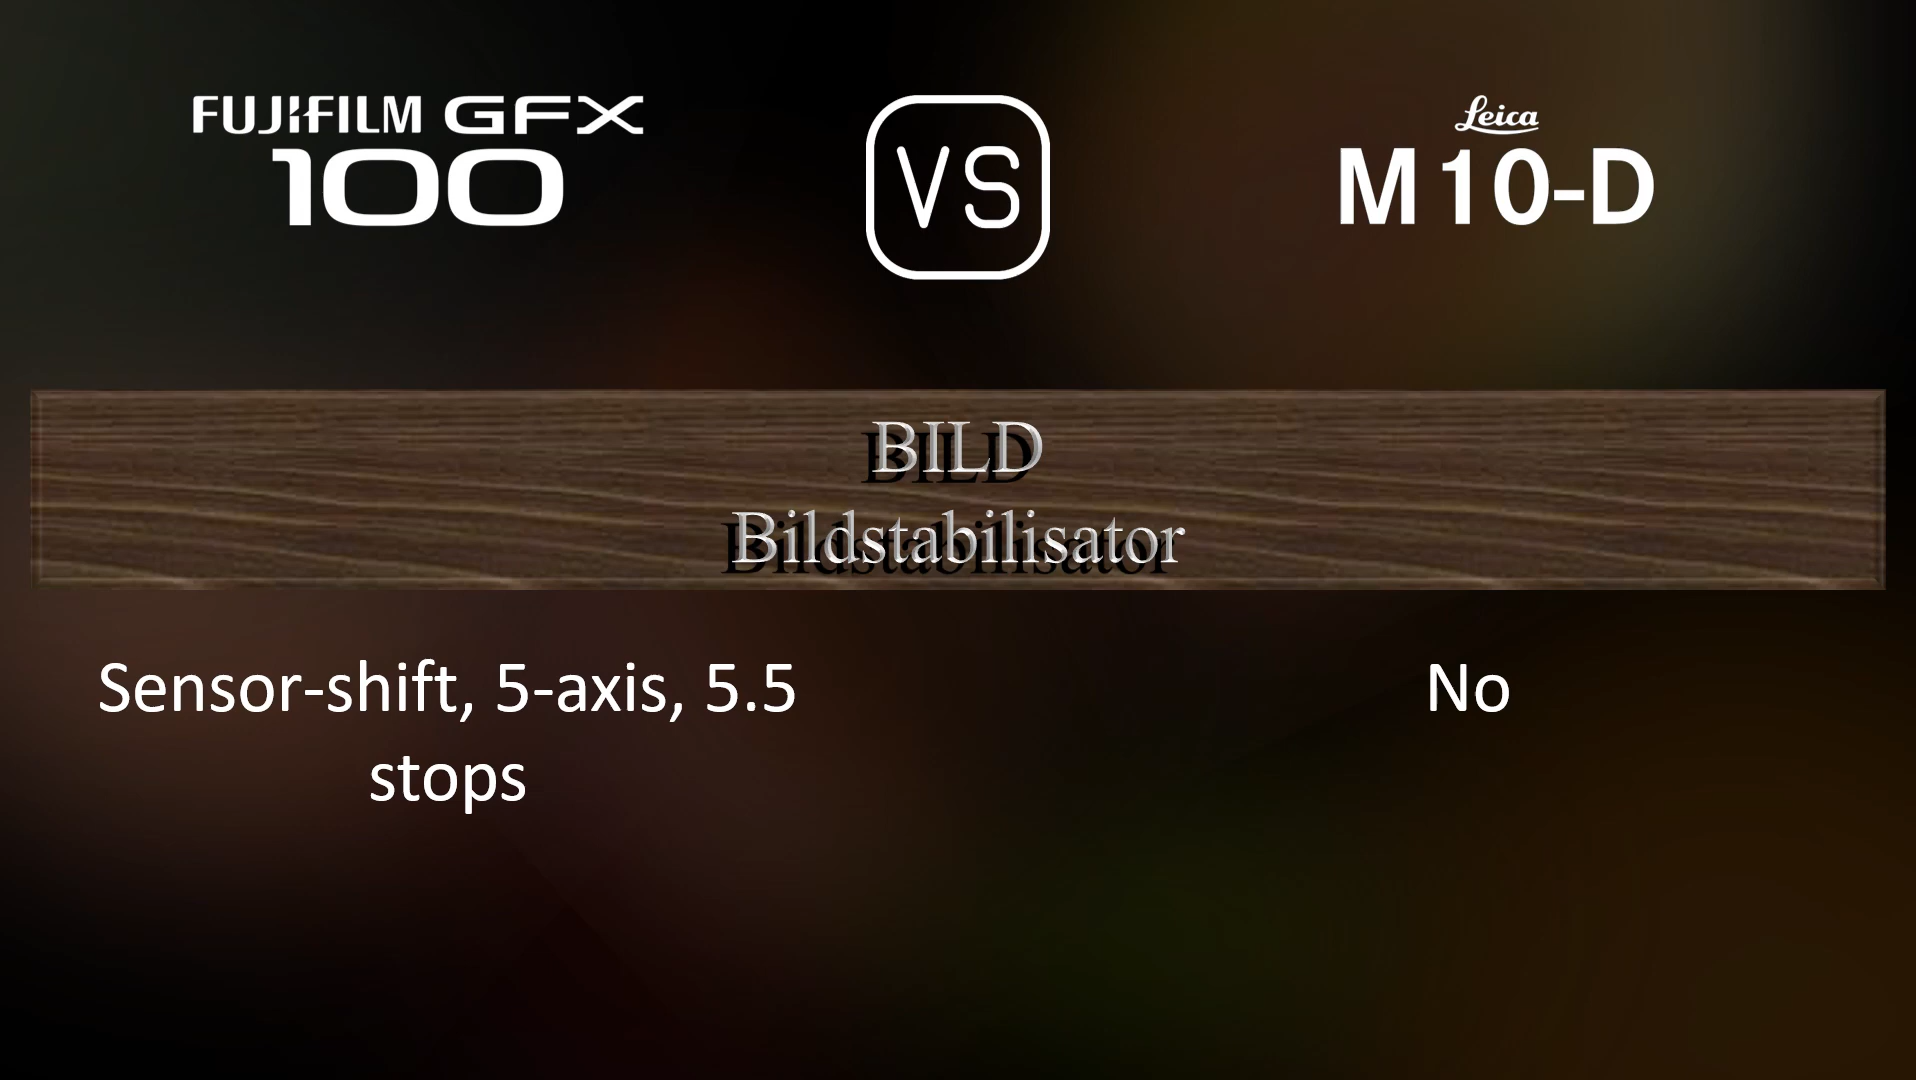 FUJIFILM GFX
100
VS
Leica
M10-D
BILD
Bildstabilisator
Sensor-shift, 5-axis, 5.5
stops
No